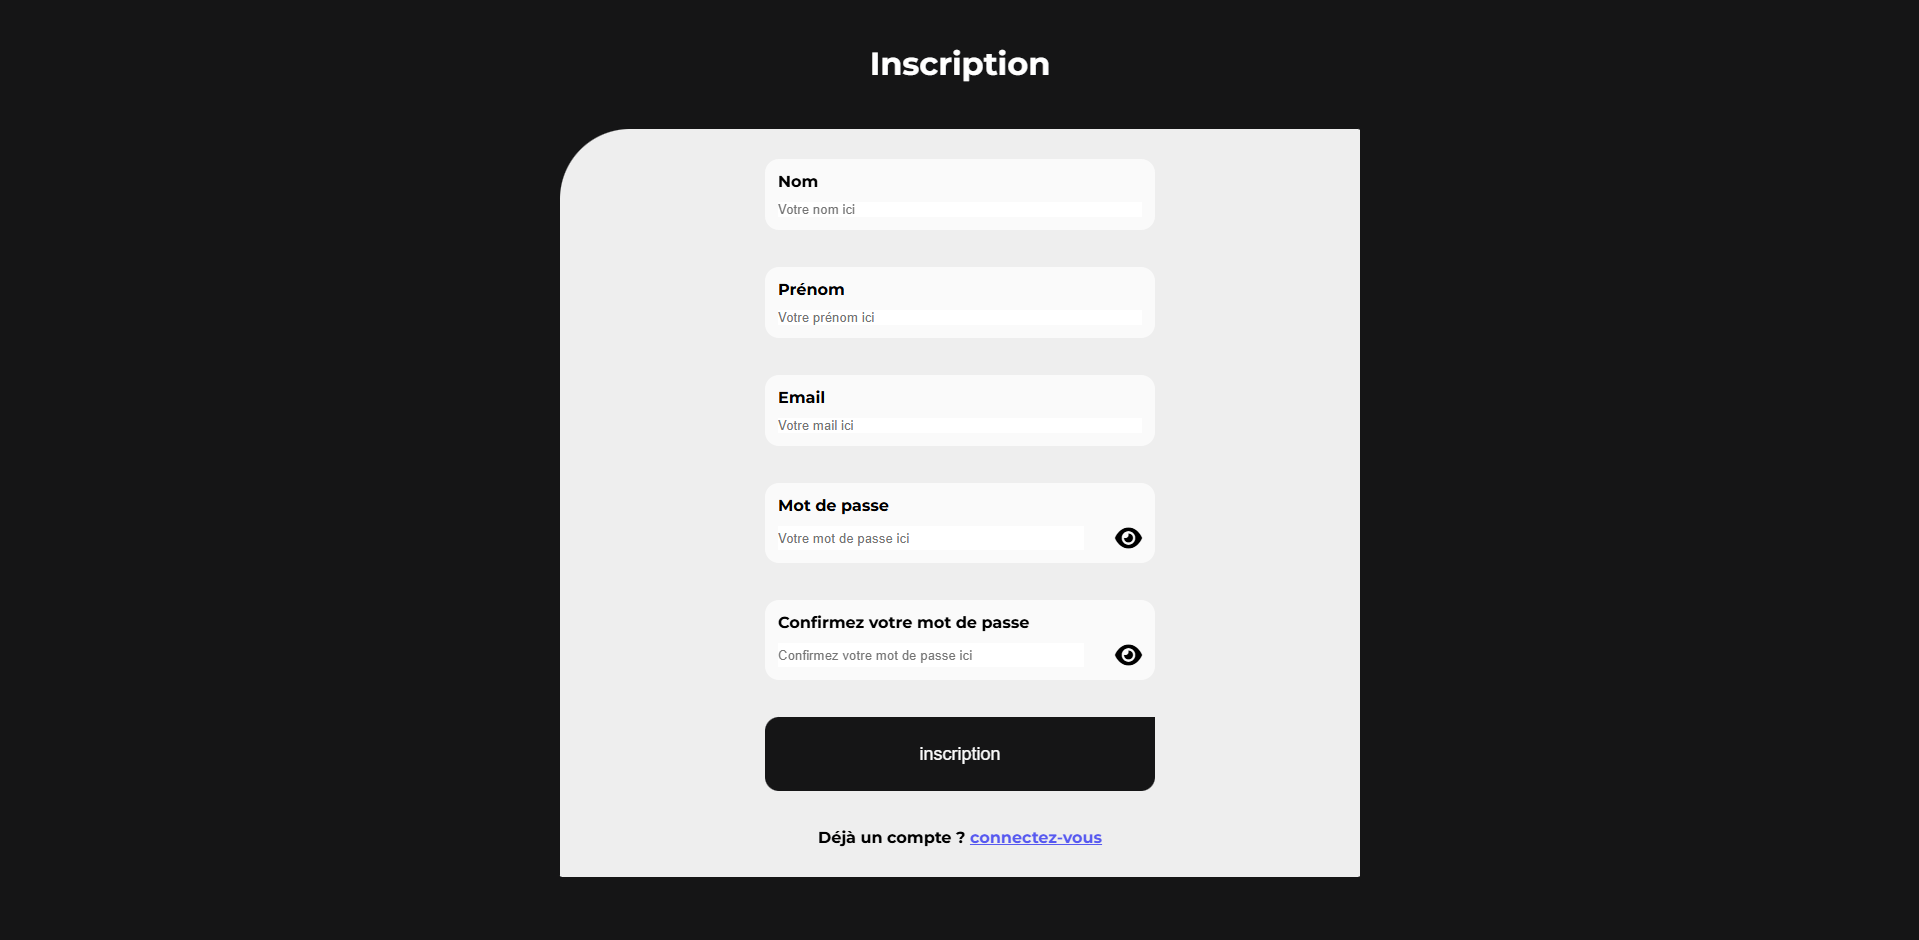 Inscription
Nom
Votre nom ici
Prénom
Votre prénom ici
Email
Votre mail ici
Mot de passe
Votre mot de passe ici
Confirmez votre mot de passe
Confirmez votre mot de passe ici
inscription
Déjà un compte ? connectez-vous